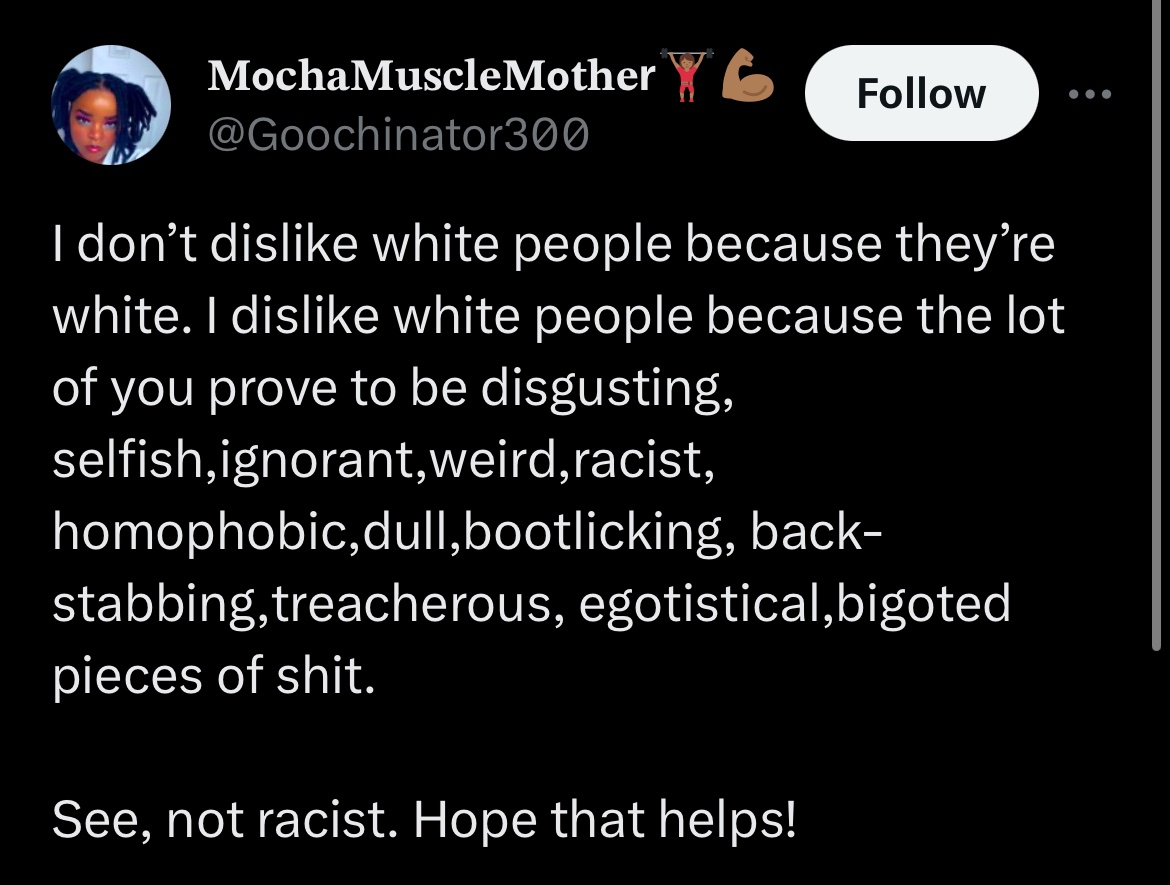 MochaMuscleMother🏋🏾‍♀️💪🏾
@Goochinator300
Follow
I don’t dislike white people because they’re
white. I dislike white people because the lot
of you prove to be disgusting,
selfish,ignorant,weird,racist,
homophobic,dull,bootlicking, back-
stabbing,treacherous, egotistical,bigoted
pieces of shit.
See, not racist. Hope that helps!